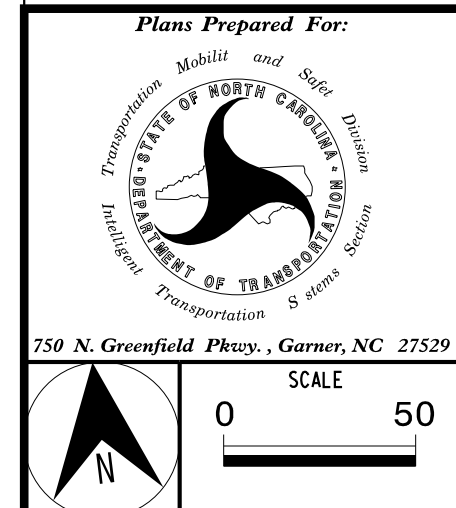 Plans Prepared For:
Transportation Mobilit and Safet Division
STATE OF NORTH CAROLINA
DEPARTMENT OF TRANSPORTATION
Intelligent Transportation S stems Section
750 N. Greenfield Pkwy. , Garner, NC 27529
N
SCALE
0 50